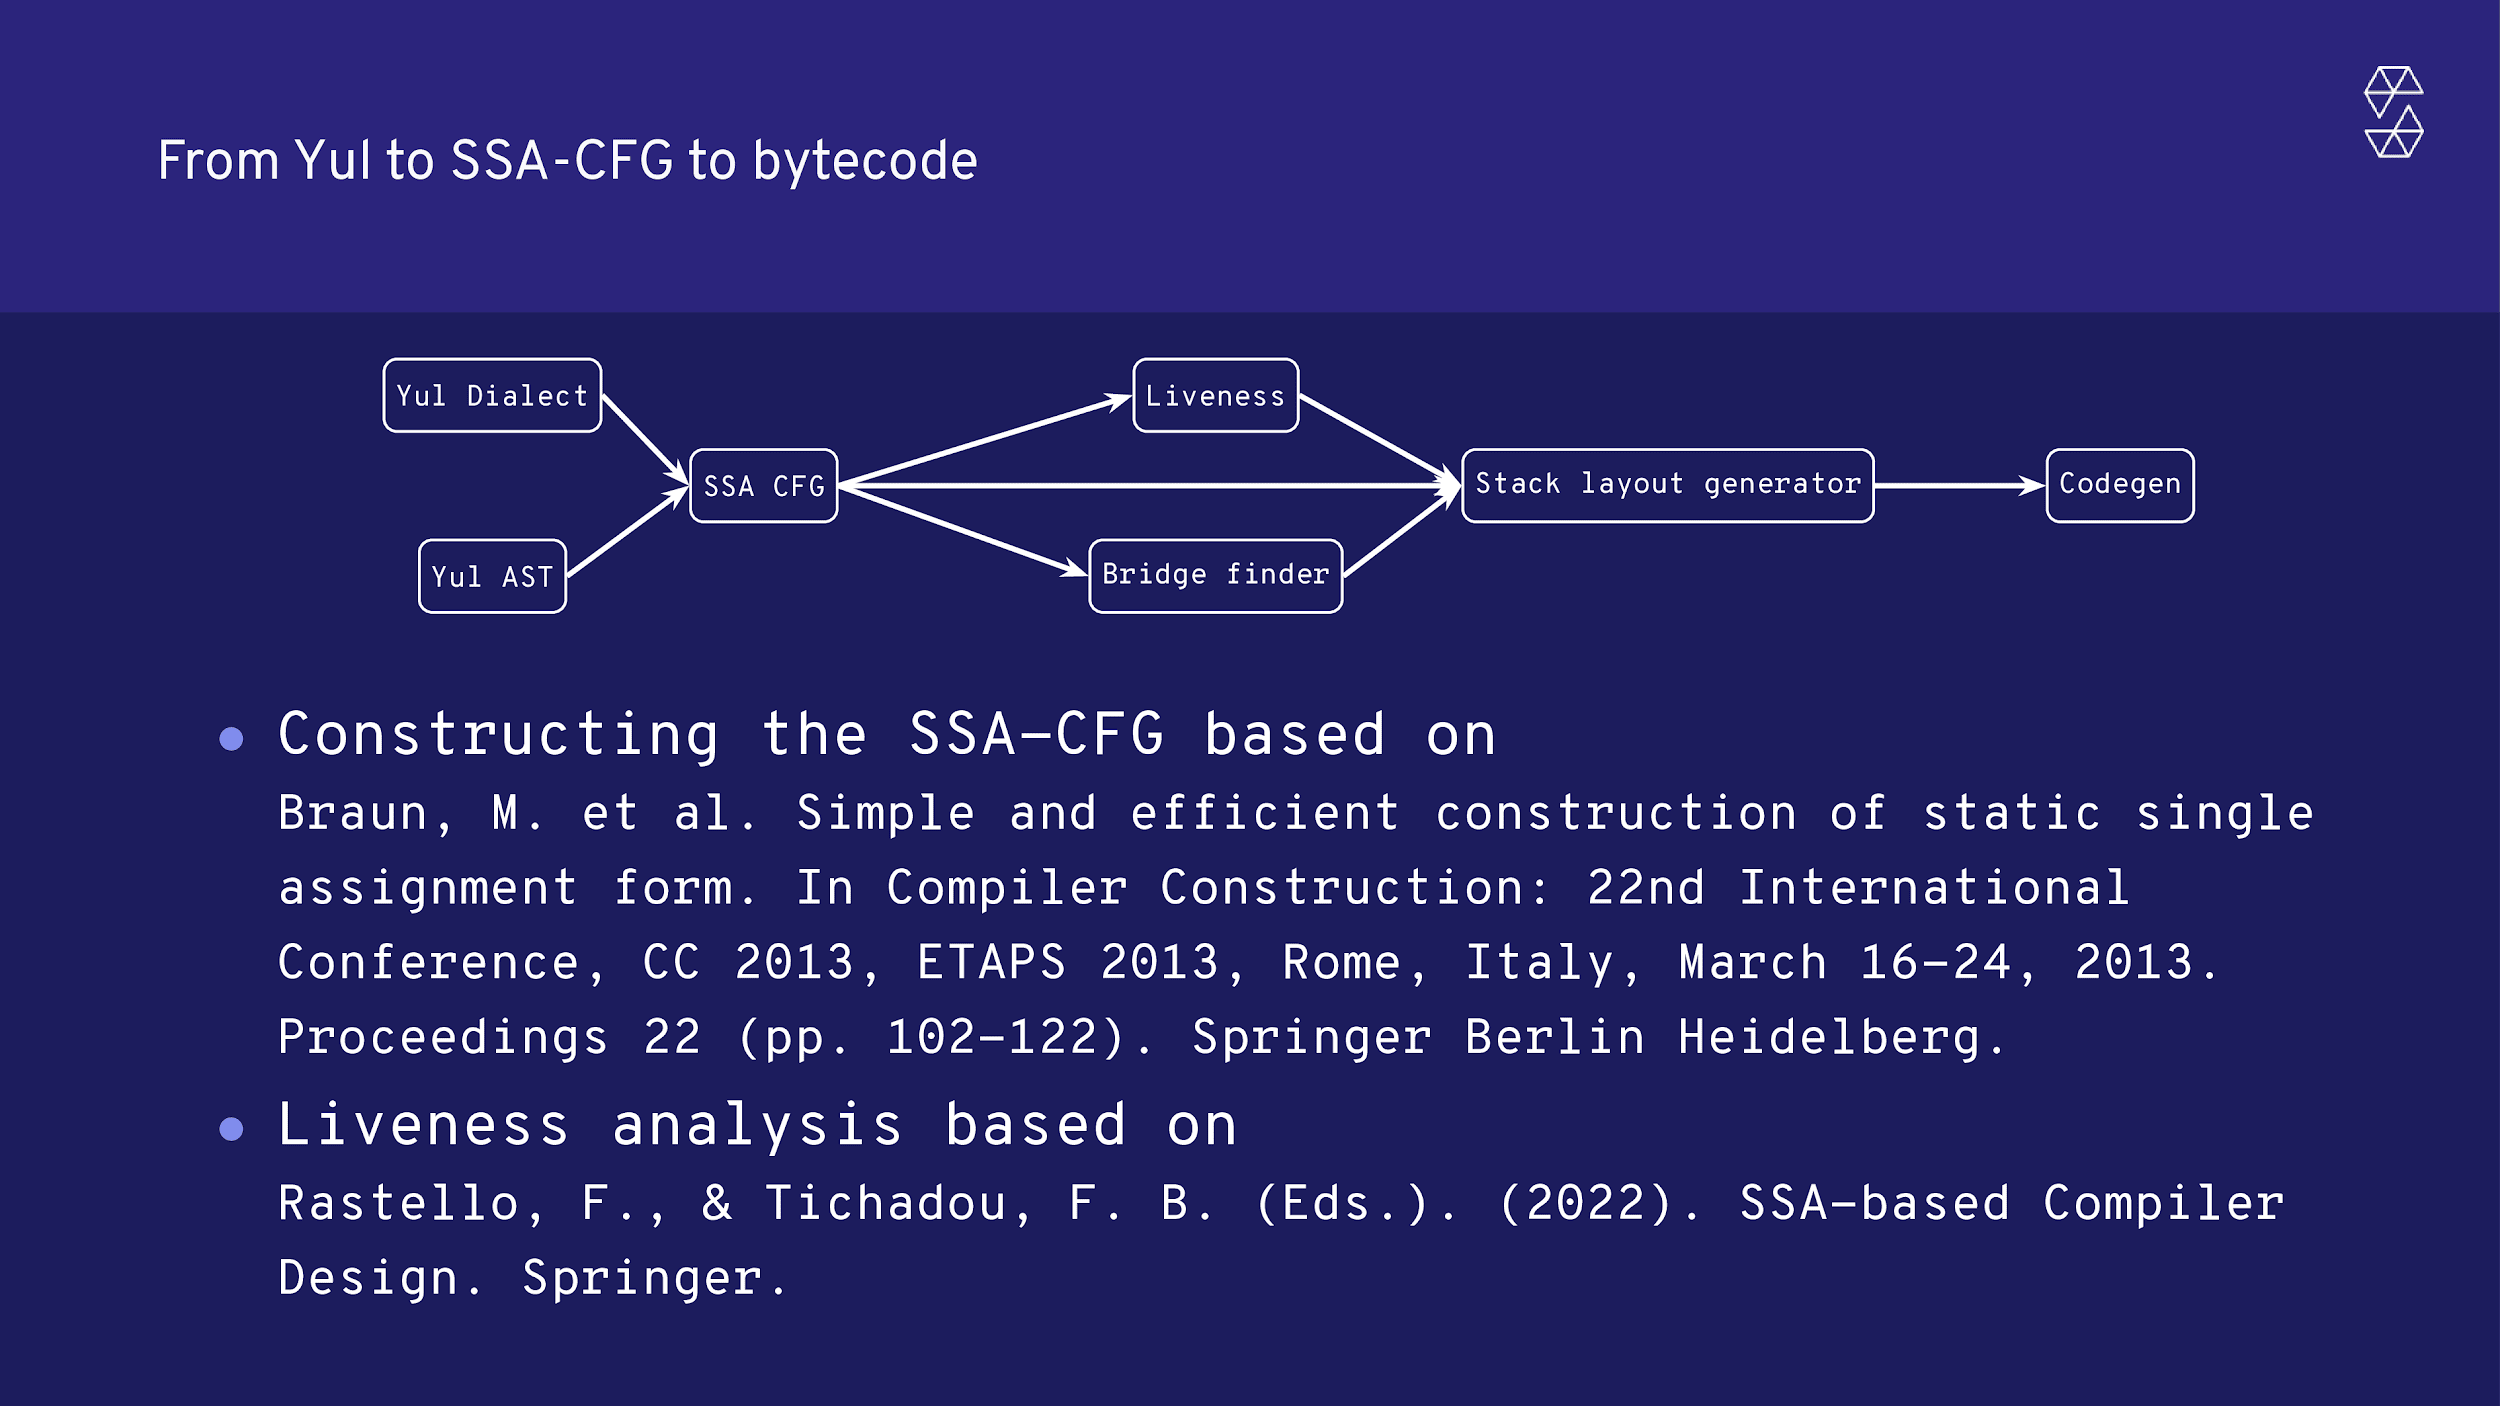 From Yul to SSA-CFG to bytecode
Yul Dialect
Liveness
SSA CFG
Stack layout generator
Codegen
Yul AST
Bridge finder
Constructing the SSA-CFG based on
Braun, M. et al. Simple and efficient construction of static single
assignment form. In Compiler Construction: 22nd International
Conference, CC 2013, ETAPS 2013, Rome, Italy, March 16-24, 2013.
Proceedings 22 (pp. 102-122). Springer Berlin Heidelberg.
Liveness analysis based on
Rastello, F., & Tichadou, F. B. (Eds.). (2022). SSA-based Compiler
Design. Springer.